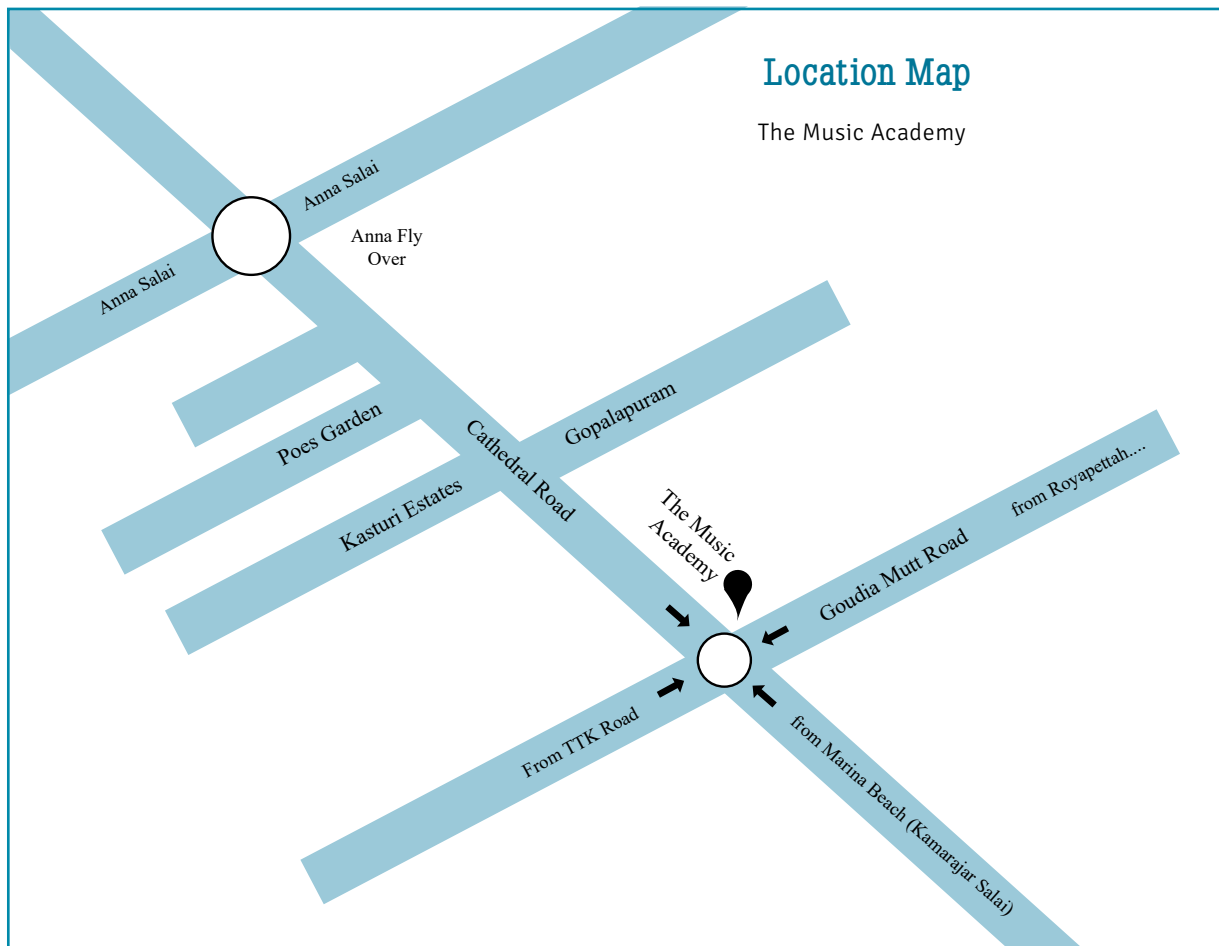 Location Map
The Music Academy
Anna Salai
Anna Fly
Over
Anna Salai
Poes Garden
Gopalapuram
Cathedral Road
Kasturi Estates
The Music
Academy
from Royapettah....
Goudia Mutt Road
From TTK Road
from Marina Beach (Kamarajar Salai)